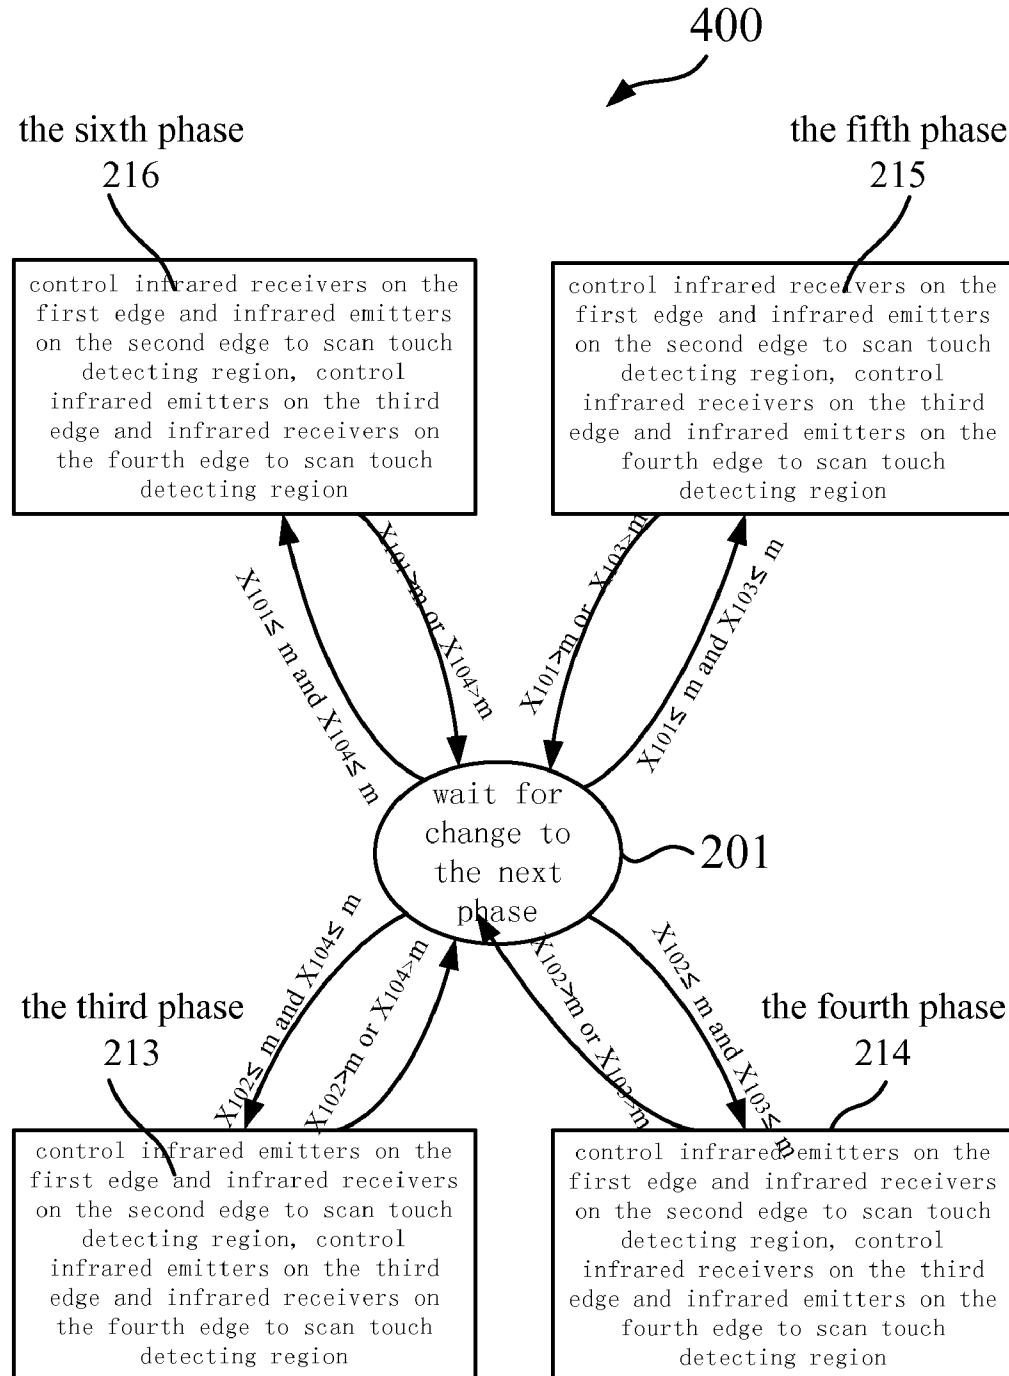 400
the sixth phase
216
the fifth phase
215
control infrared receivers on the
first edge and infrared emitters
on the second edge to scan touch
detecting region, control
infrared emitters on the third
edge and infrared receivers on
the fourth edge to scan touch
detecting region
control infrared receivers on the
first edge and infrared emitters
on the second edge to scan touch
detecting region, control
infrared receivers on the third
edge and infrared emitters on the
fourth edge to scan touch
detecting region
X101≤ m and X104≤ m
X101>m or X104>m
X101>m or X103>m
X101≤ m and X103≤ m
wait for
change to
the next
phase
201
X102≤ m and X104≤ m
X102>m or X104>m
X102>m or X103>m
X102≤ m and X103≤ m
the third phase
213
the fourth phase
214
control infrared emitters on the
first edge and infrared receivers
on the second edge to scan touch
detecting region, control
infrared emitters on the third
edge and infrared receivers on
the fourth edge to scan touch
detecting region
control infrared emitters on the
first edge and infrared receivers
on the second edge to scan touch
detecting region, control
infrared receivers on the third
edge and infrared emitters on the
fourth edge to scan touch
detecting region